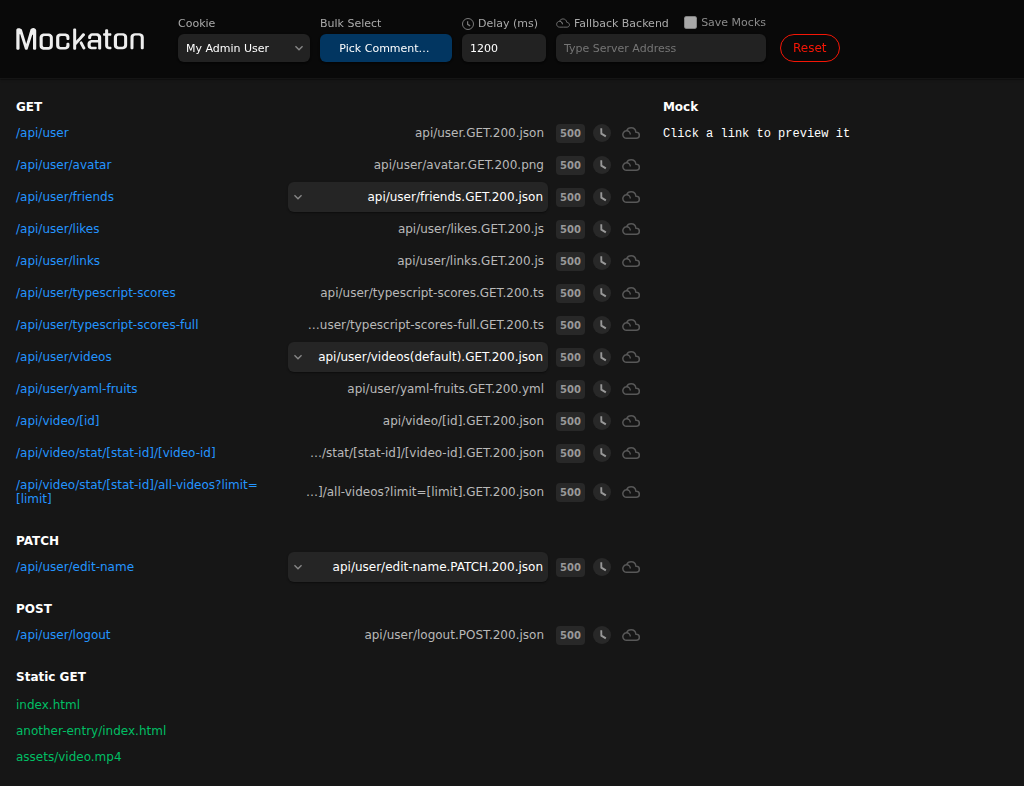 Mockaton
Cookie
My Admin User
Bulk Select
Pick Comment…
Delay (ms)
1200
Fallback Backend
Type Server Address
Save Mocks
Reset
GET
/api/user api/user.GET.200.json 500
/api/user/avatar api/user/avatar.GET.200.png 500
/api/user/friends api/user/friends.GET.200.json 500
/api/user/likes api/user/likes.GET.200.js 500
/api/user/links api/user/links.GET.200.js 500
/api/user/typescript-scores api/user/typescript-scores.GET.200.ts 500
/api/user/typescript-scores-full …user/typescript-scores-full.GET.200.ts 500
/api/user/videos api/user/videos(default).GET.200.json 500
/api/user/yaml-fruits api/user/yaml-fruits.GET.200.yml 500
/api/video/[id] api/video/[id].GET.200.json 500
/api/video/stat/[stat-id]/[video-id] …/stat/[stat-id]/[video-id].GET.200.json 500
/api/video/stat/[stat-id]/all-videos?limit=
[limit] …]/all-videos?limit=[limit].GET.200.json 500
PATCH
/api/user/edit-name api/user/edit-name.PATCH.200.json 500
POST
/api/user/logout api/user/logout.POST.200.json 500
Static GET
index.html
another-entry/index.html
assets/video.mp4
Mock
Click a link to preview it